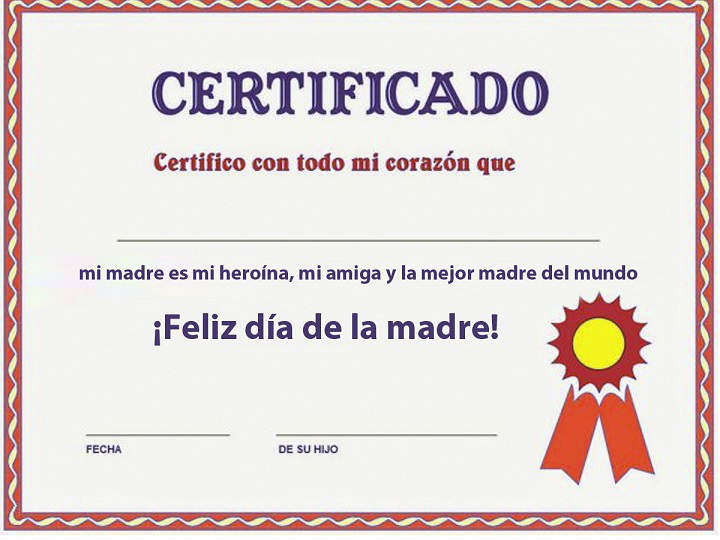 CERTIFICADO
Certifico con todo mi corazón que
mi madre es mi heroína, mi amiga y la mejor madre del mundo
¡Feliz día de la madre!
FECHA
DE SU HIJO